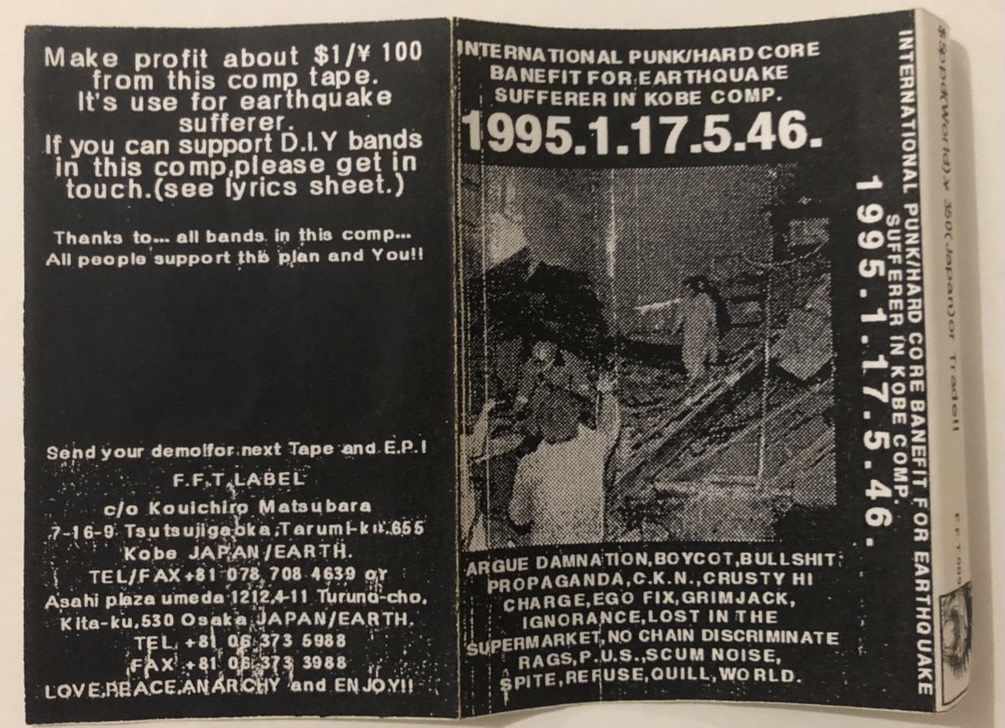 Make profit about $1/¥ 100
from this comp tape.
It's use for earthquake
sufferer.
If you can support D.I.Y bands
in this comp,please get in
touch.(see lyrics sheet.)
Thanks to... all bands in this comp...
All people support this plan and You!!
Send your demo!for next Tape and E.P.!
F.F.T.LABEL
c/o Kouichiro Matsubara
7-16-9 Tsutsujigaoka,Tarumi-ku,655
Kobe JAPAN/EARTH.
TEL/FAX+81 078 708 4639 or
Asahi plaza umeda 1212,4-11 Turuno-cho,
Kita-ku,530 Osaka JAPAN/EARTH.
TEL +81 06 373 5988
FAX +81 06 373 3988
LOVE,PEACE,ANARCHY and ENJOY!!
INTERNATIONAL PUNK/HARD CORE
BANEFIT FOR EARTHQUAKE
SUFFERER IN KOBE COMP.
1995.1.17.5.46.
ARGUE DAMNATION,BOYCOT,BULLSHIT
PROPAGANDA,C.K.N.,CRUSTY HI
CHARGE,EGO FIX,GRIMJACK,
IGNORANCE,LOST IN THE
SUPERMARKET,NO CHAIN DISCRIMINATE
RAGS,P.U.S.,SCUM NOISE,
SPITE,REFUSE,QUILL,WORLD.
INTERNATIONAL PUNK/HARD CORE BANEFIT FOR EARTHQUAKE
SUFFERER IN KOBE COMP.
1995.1.17.5.46.
(World) ¥ 350(Japan)or Trade!!